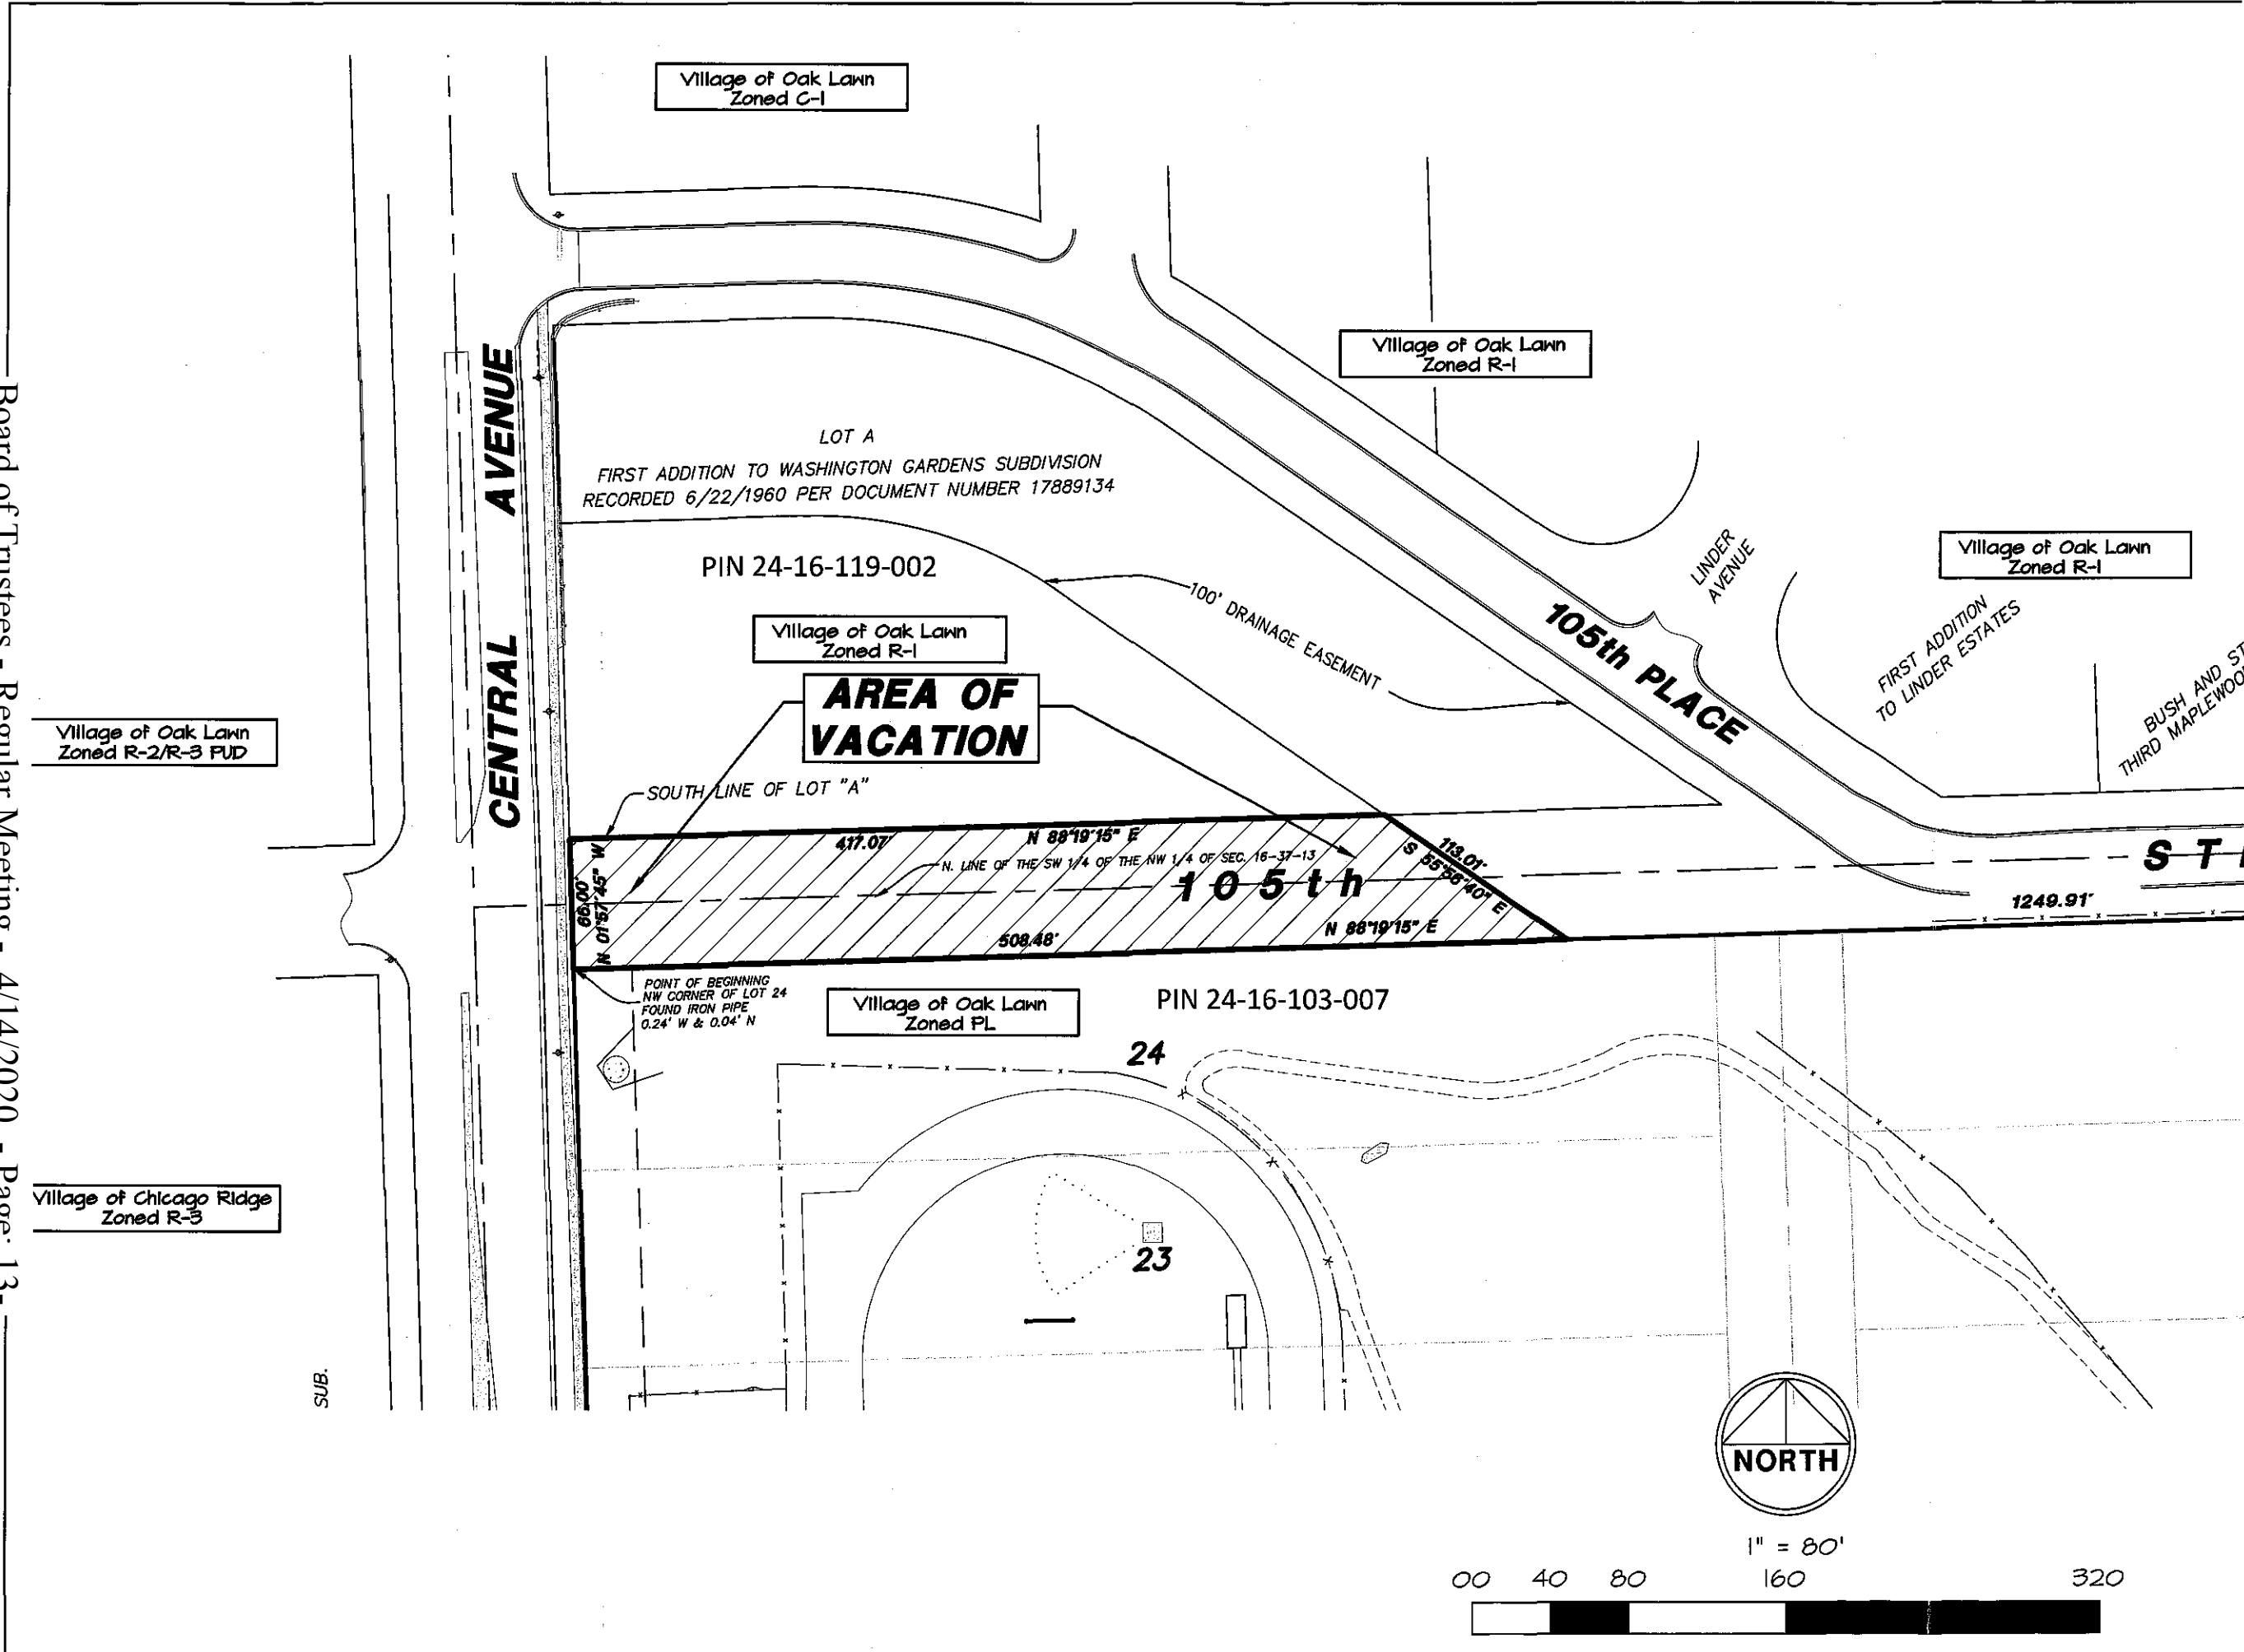 Board of Trustees - Regular Meeting - 4/14/2020 - Page: 13-
Village of Oak Lawn
Zoned C-1
CENTRAL AVENUE
Village of Oak Lawn
Zoned R-1
LOT A
FIRST ADDITION TO WASHINGTON GARDENS SUBDIVISION
RECORDED 6/22/1960 PER DOCUMENT NUMBER 17889134
PIN 24-16-119-002
100' DRAINAGE EASEMENT
LINDER
AVENUE
Village of Oak Lawn
Zoned R-1
105th PLACE
FIRST ADDITION
TO LINDER ESTATES
BUSH AND
THIRD
Village of Oak Lawn
Zoned R-1
AREA OF
VACATION
Village of Oak Lawn
Zoned R-2/R-3 PUD
SOUTH LINE OF LOT "A"
417.07'
N 88°19'15" E
N. LINE OF THE SW 1/4 OF THE NW 1/4 OF SEC. 16-37-13
113.01'
S 55°56'40" E
66.00'
N 01°57'45" W
105th
1249.91'
508.48'
N 88°19'15" E
POINT OF BEGINNING
NW CORNER OF LOT 24
FOUND IRON PIPE
0.24' W & 0.04' N
Village of Oak Lawn
Zoned PL
PIN 24-16-103-007
24
Village of Chicago Ridge
Zoned R-3
23
SUB.
NORTH
1" = 80'
00 40 80 160 320